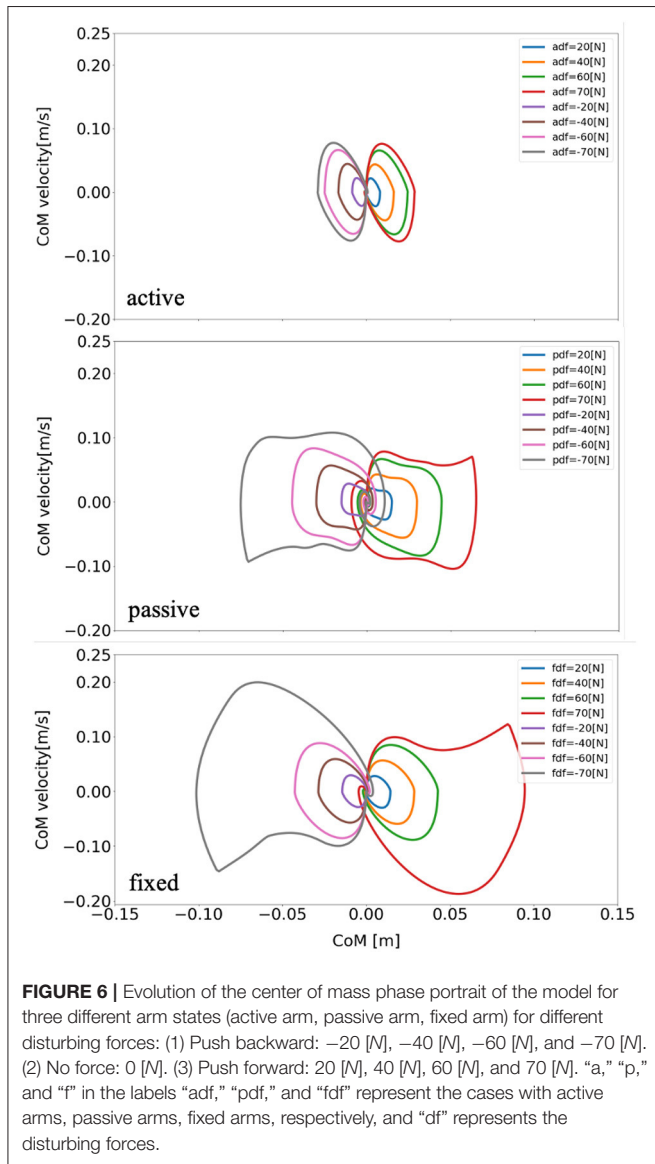 0.25
0.20
0.10
0.00
−0.10
−0.20
CoM velocity[m/s]
adf=20[N]
adf=40[N]
adf=60[N]
adf=70[N]
adf=-20[N]
adf=-40[N]
adf=-60[N]
adf=-70[N]
active
0.25
0.20
0.10
0.00
−0.10
−0.20
CoM velocity[m/s]
pdf=20[N]
pdf=40[N]
pdf=60[N]
pdf=70[N]
pdf=-20[N]
pdf=-40[N]
pdf=-60[N]
pdf=-70[N]
passive
0.25
0.20
0.10
0.00
−0.10
−0.20
CoM velocity[m/s]
fdf=20[N]
fdf=40[N]
fdf=60[N]
fdf=70[N]
fdf=-20[N]
fdf=-40[N]
fdf=-60[N]
fdf=-70[N]
fixed
−0.15 −0.10 −0.05 0.00 0.05 0.10 0.15
CoM [m]
FIGURE 6 | Evolution of the center of mass phase portrait of the model for
three different arm states (active arm, passive arm, fixed arm) for different
disturbing forces: (1) Push backward: −20 [N], −40 [N], −60 [N], and −70 [N].
(2) No force: 0 [N]. (3) Push forward: 20 [N], 40 [N], 60 [N], and 70 [N]. “a,” “p,”
and “f” in the labels “adf,” “pdf,” and “fdf” represent the cases with active
arms, passive arms, fixed arms, respectively, and “df” represents the
disturbing forces.